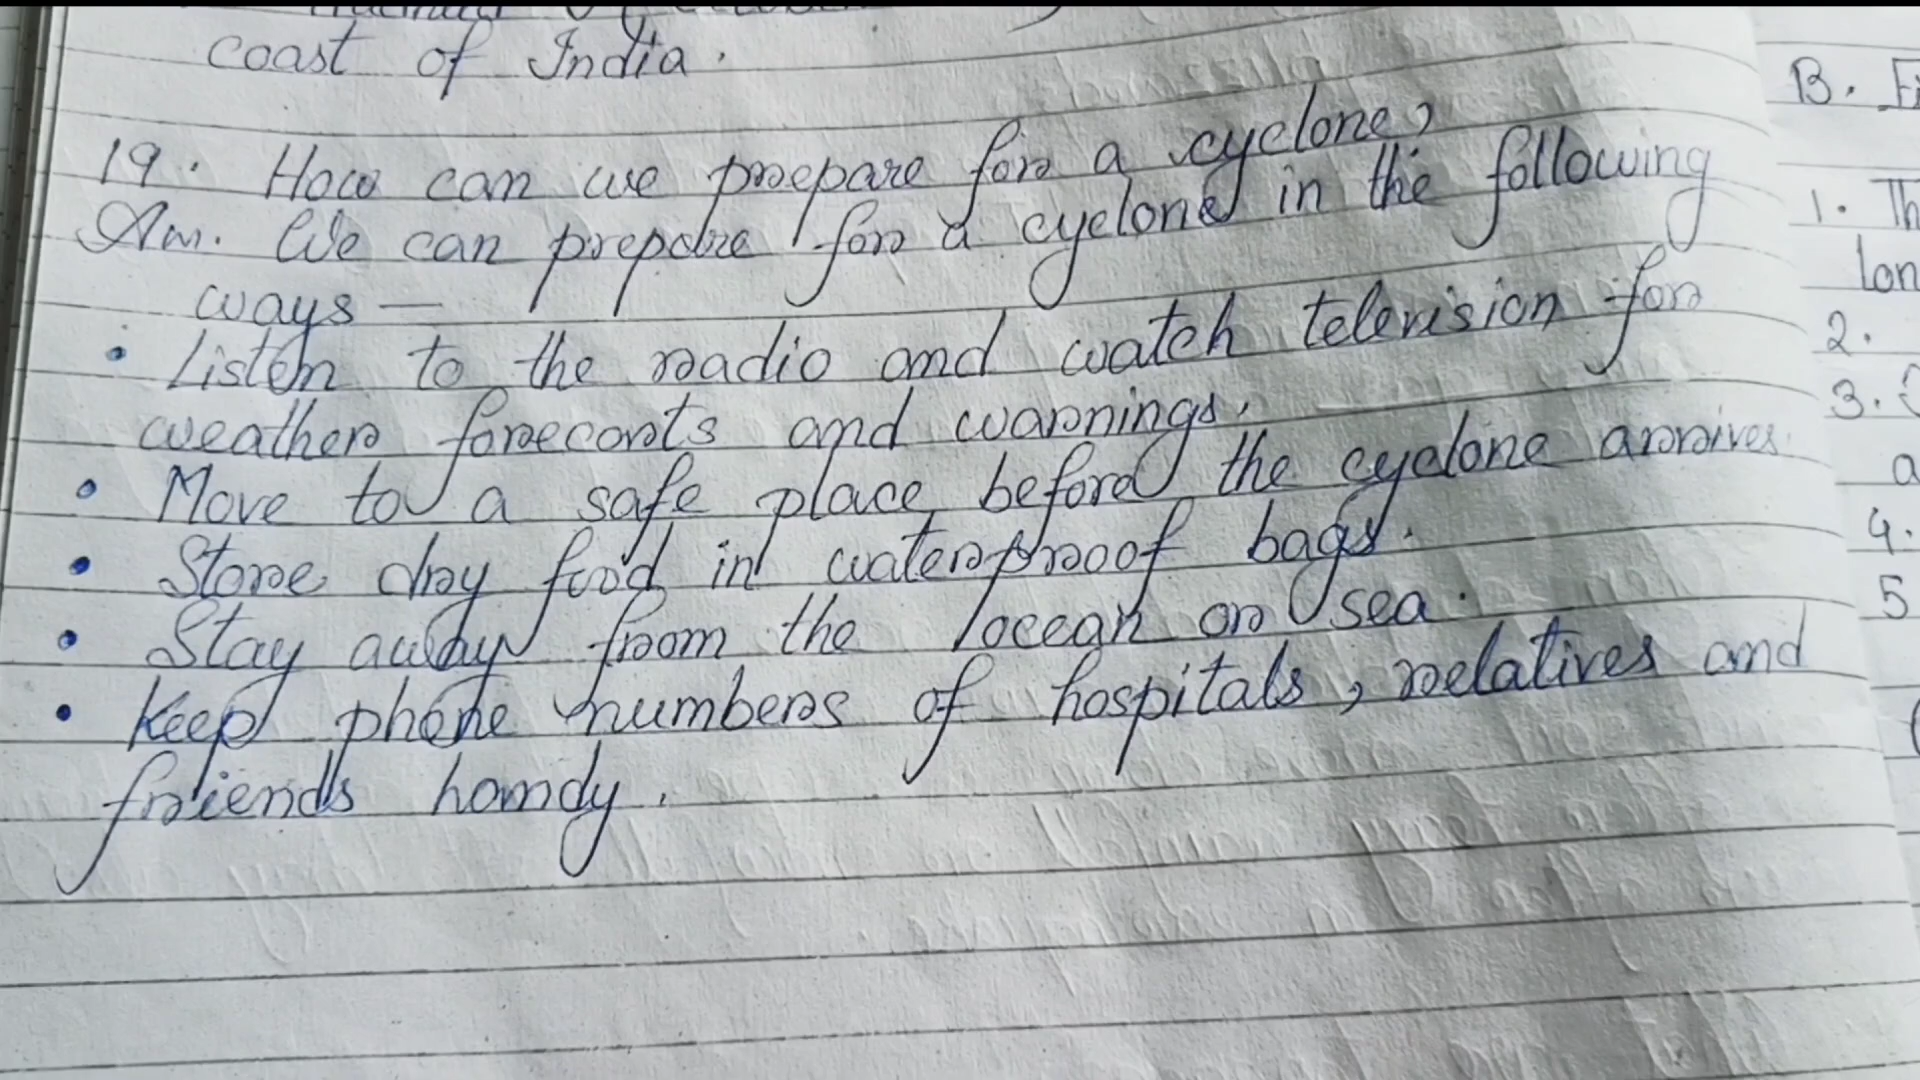 coast of India.
19. How can we prepare for a cyclone?
Ans. We can prepare for a cyclone in the following
ways —
• Listen to the radio and watch television for
weather forecasts and warnings.
• Move to a safe place before the cyclone arrives.
• Store dry food in waterproof bags.
• Stay away from the ocean or sea.
• Keep phone numbers of hospitals, relatives and
friends handy.
B.
1. Th
lon
2.
3.
a
4.
5